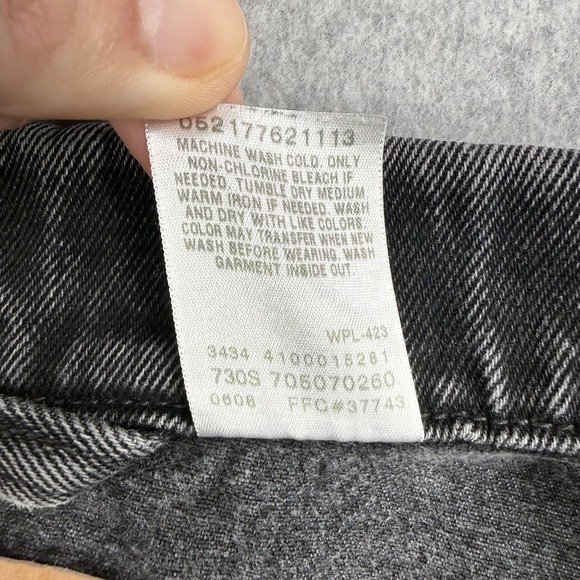 052177621113
MACHINE WASH COLD. ONLY
NON-CHLORINE BLEACH IF
NEEDED. TUMBLE DRY MEDIUM
WARM IRON IF NEEDED. WASH
AND DRY WITH LIKE COLORS.
COLOR MAY TRANSFER WHEN NEW
WASH BEFORE WEARING. WASH
GARMENT INSIDE OUT.
WPL-423
3434 4100015281
730S 705070260
0608 FFC#37743